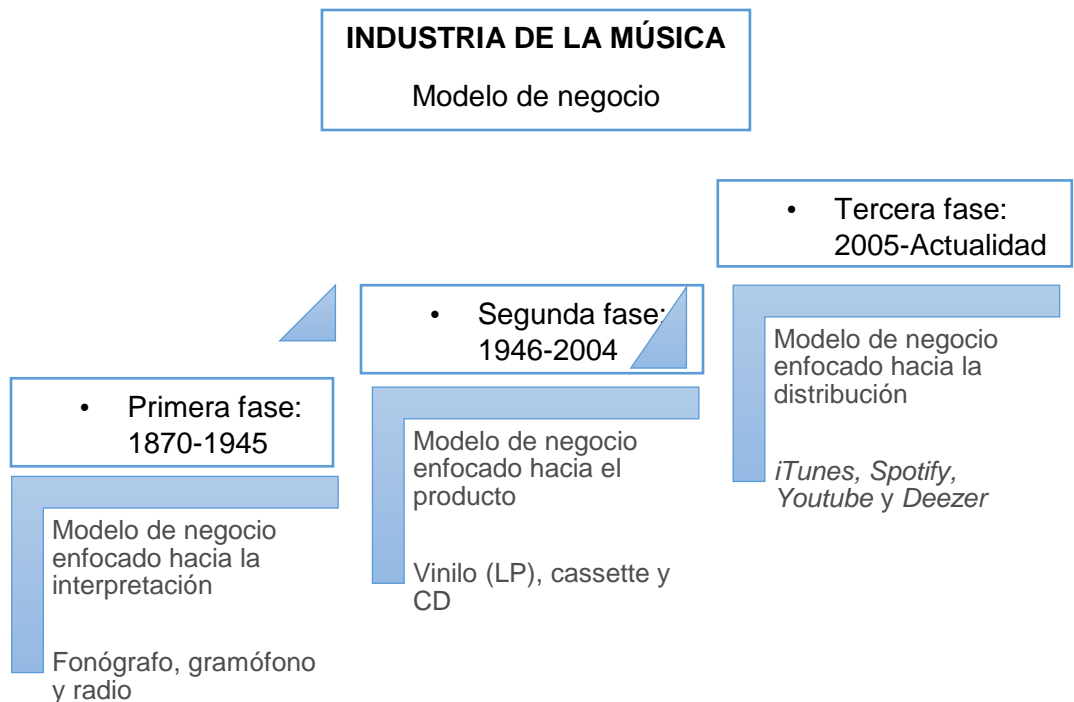 INDUSTRIA DE LA MÚSICA
Modelo de negocio
• Primera fase:
1870-1945
Modelo de negocio
enfocado hacia la
interpretación
Fonógrafo, gramófono
y radio
• Segunda fase:
1946-2004
Modelo de negocio
enfocado hacia el
producto
Vinilo (LP), cassette y
CD
• Tercera fase:
2005-Actualidad
Modelo de negocio
enfocado hacia la
distribución
iTunes, Spotify,
Youtube y Deezer